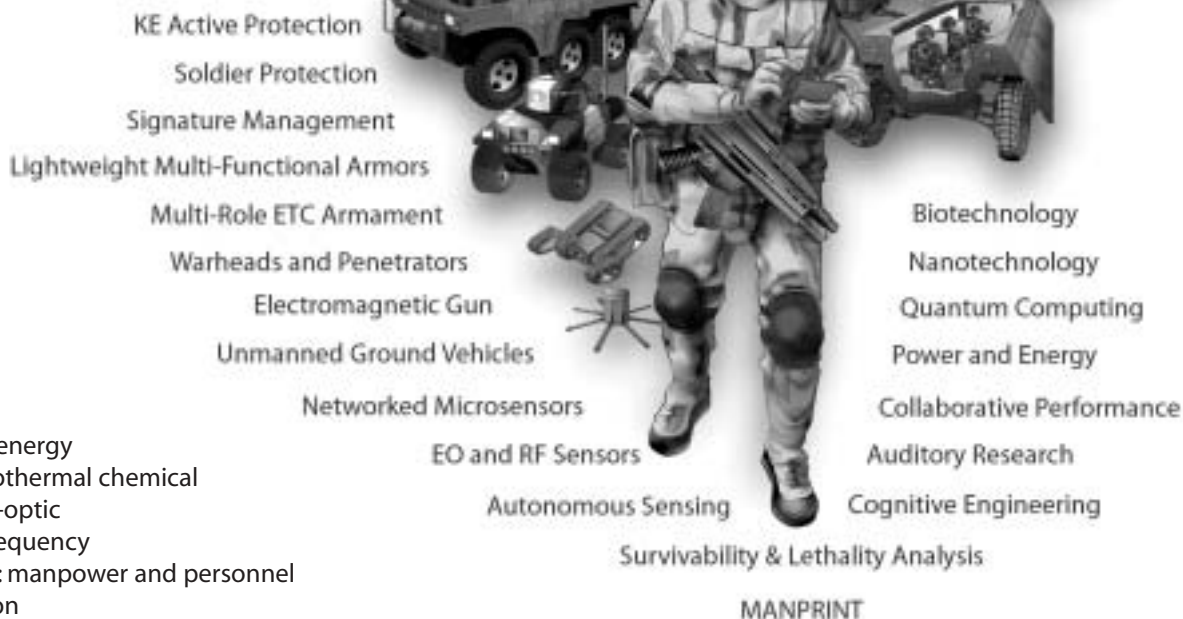 KE Active Protection
Soldier Protection
Signature Management
Lightweight Multi-Functional Armors
Multi-Role ETC Armament
Warheads and Penetrators
Electromagnetic Gun
Unmanned Ground Vehicles
Networked Microsensors
EO and RF Sensors
Autonomous Sensing
Biotechnology
Nanotechnology
Quantum Computing
Power and Energy
Collaborative Performance
Auditory Research
Cognitive Engineering
Survivability & Lethality Analysis
MANPRINT
energy
othermal chemical
-optic
equency
: manpower and personnel
on